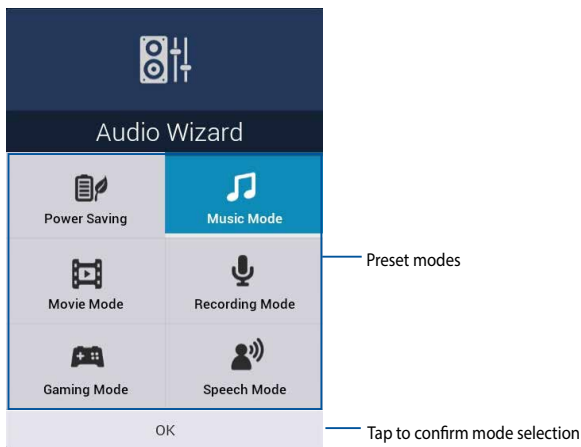 Audio Wizard
Power Saving
Music Mode
Preset modes
Movie Mode
Recording Mode
Gaming Mode
Speech Mode
OK
Tap to confirm mode selection